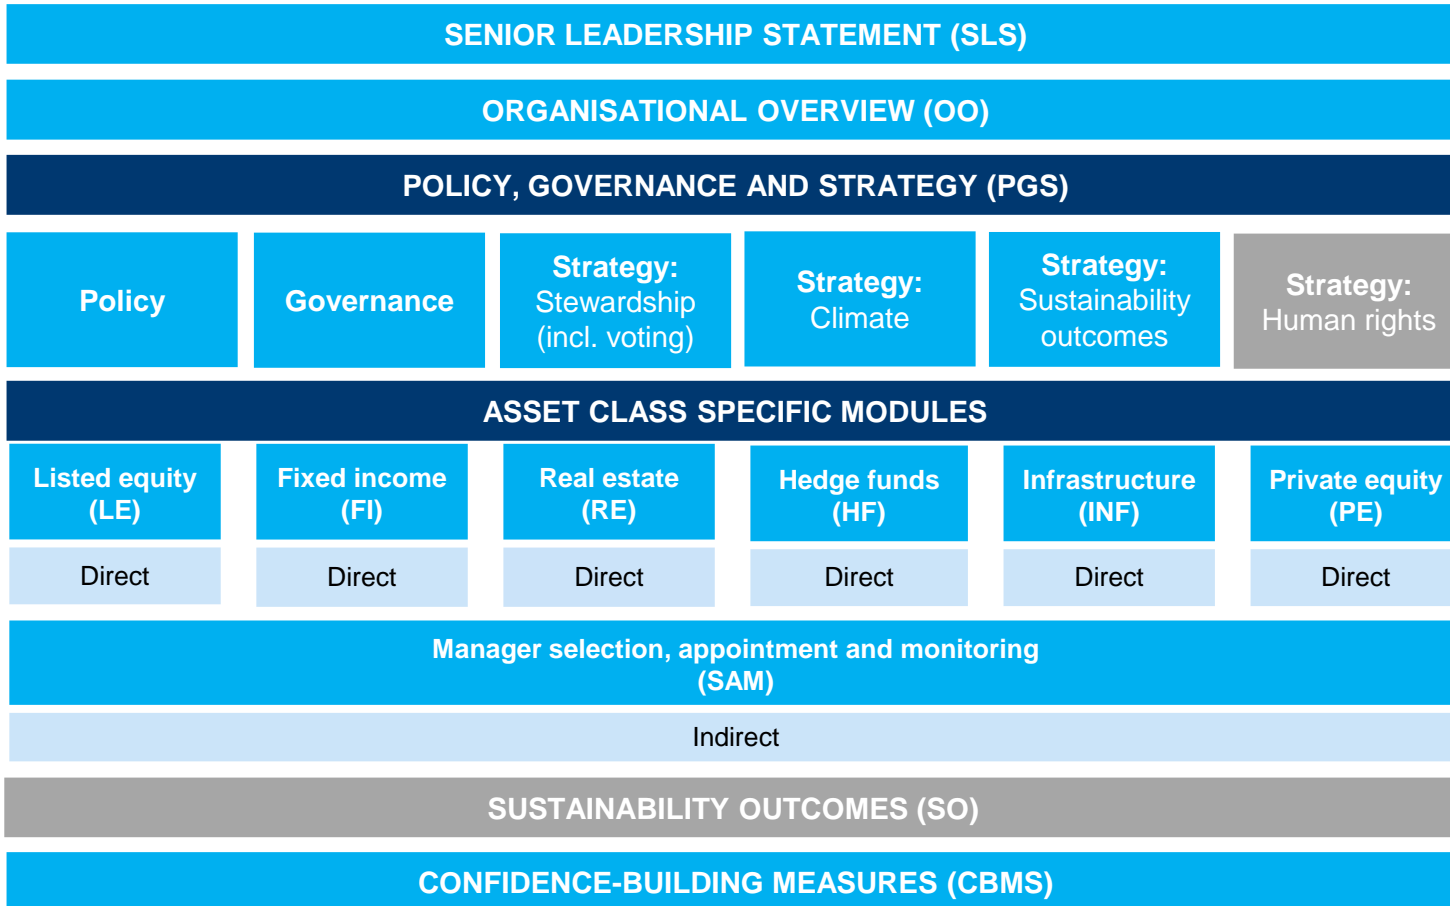 SENIOR LEADERSHIP STATEMENT (SLS)
ORGANISATIONAL OVERVIEW (OO)
POLICY, GOVERNANCE AND STRATEGY (PGS)
Policy
Governance
Strategy:
Stewardship
(incl. voting)
Strategy:
Climate
Strategy:
Sustainability
outcomes
Strategy:
Human rights
ASSET CLASS SPECIFIC MODULES
Listed equity
(LE)
Fixed income
(FI)
Real estate
(RE)
Hedge funds
(HF)
Infrastructure
(INF)
Private equity
(PE)
Direct
Direct
Direct
Direct
Direct
Direct
Manager selection, appointment and monitoring
(SAM)
Indirect
SUSTAINABILITY OUTCOMES (SO)
CONFIDENCE-BUILDING MEASURES (CBMS)